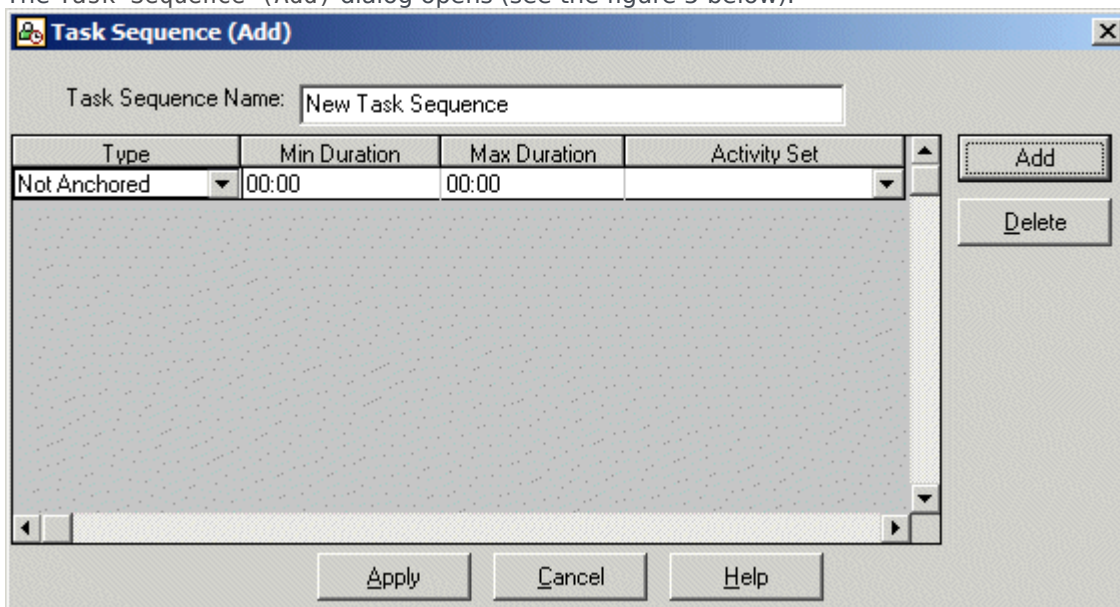 The Task Sequence (Add) dialog opens (see the figure 5 below).
Task Sequence (Add)
Task Sequence Name: New Task Sequence
Type Min Duration Max Duration Activity Set
Not Anchored 00:00 00:00
Add
Delete
Apply Cancel Help